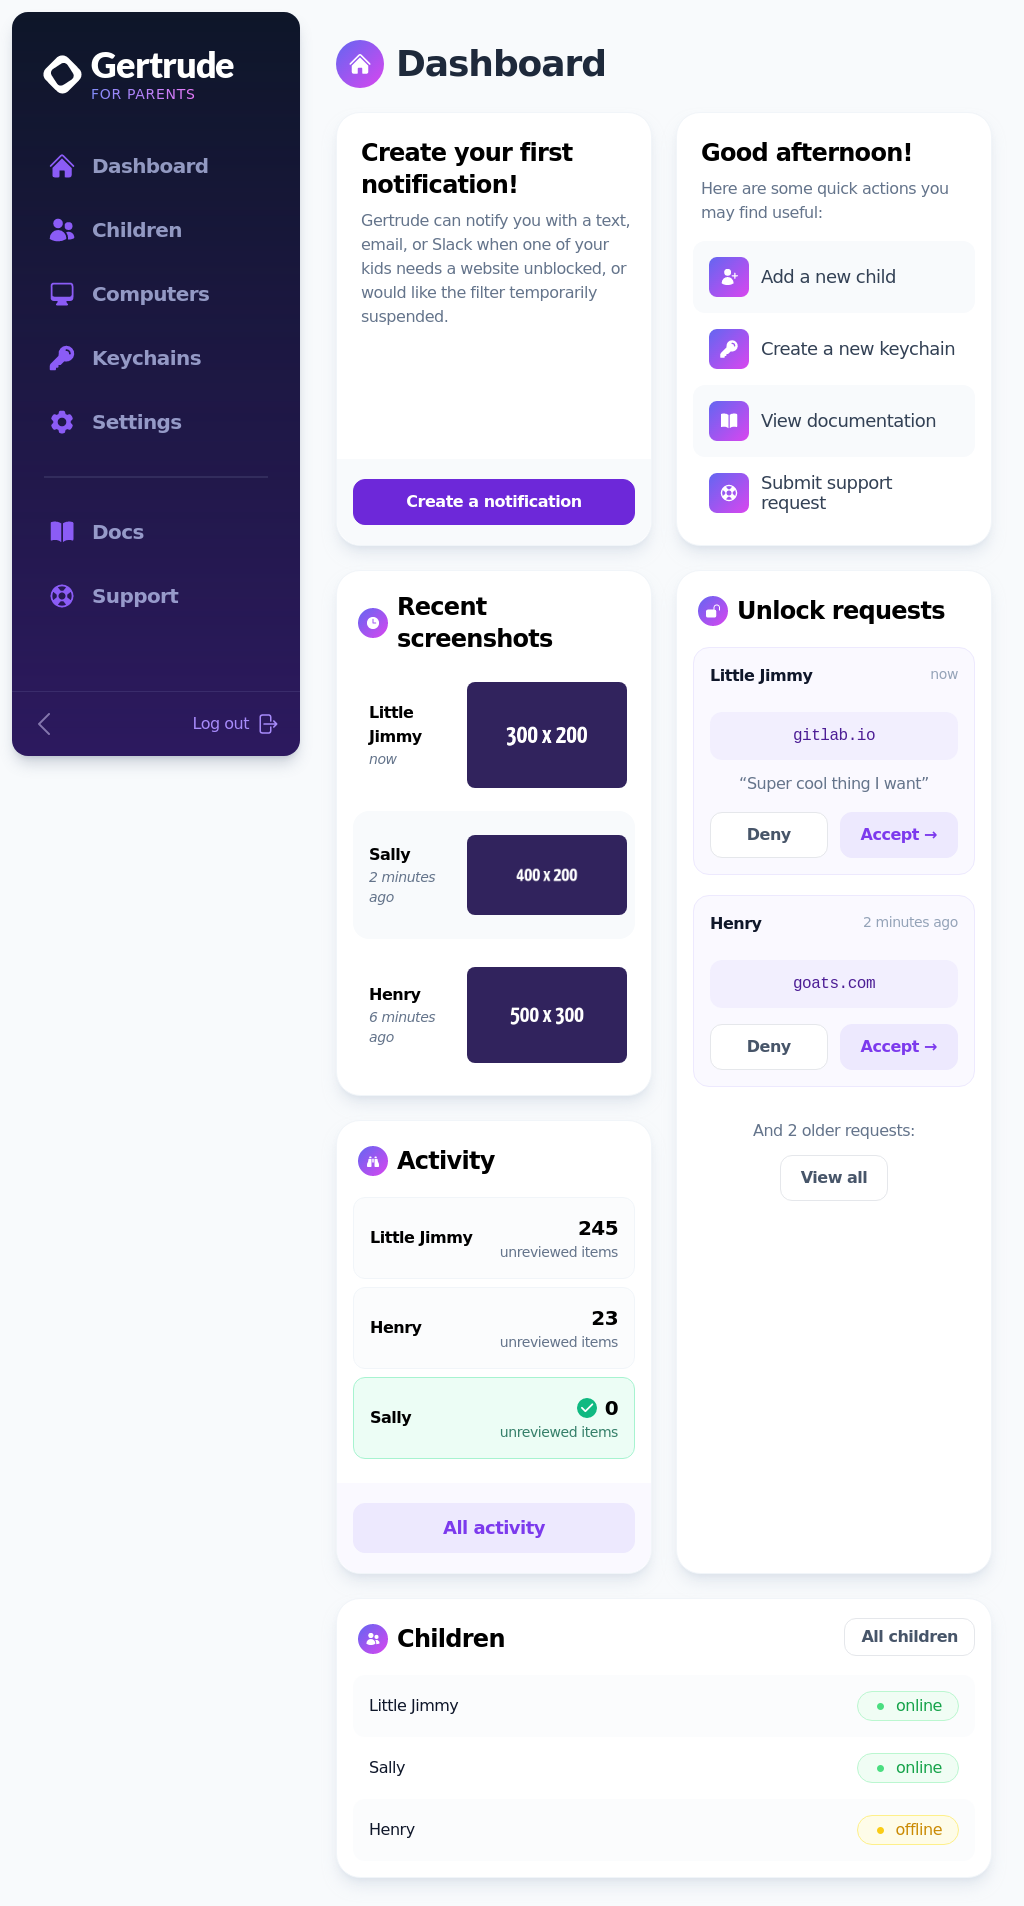 Gertrude
FOR PARENTS
Dashboard
Children
Computers
Keychains
Settings
Docs
Support
Log out
Dashboard
Create your first
notification!
Gertrude can notify you with a text,
email, or Slack when one of your
kids needs a website unblocked, or
would like the filter temporarily
suspended.
Create a notification
Good afternoon!
Here are some quick actions you
may find useful:
Add a new child
Create a new keychain
View documentation
Submit support
request
Recent
screenshots
Little
Jimmy
now
300 x 200
Sally
2 minutes
ago
400 x 200
Henry
6 minutes
ago
500 x 300
Unlock requests
Little Jimmy
now
gitlab.io
“Super cool thing I want”
Deny
Accept →
Henry
2 minutes ago
goats.com
Deny
Accept →
And 2 older requests:
View all
Activity
Little Jimmy
245
unreviewed items
Henry
23
unreviewed items
Sally
0
unreviewed items
All activity
Children
All children
Little Jimmy
online
Sally
online
Henry
offline